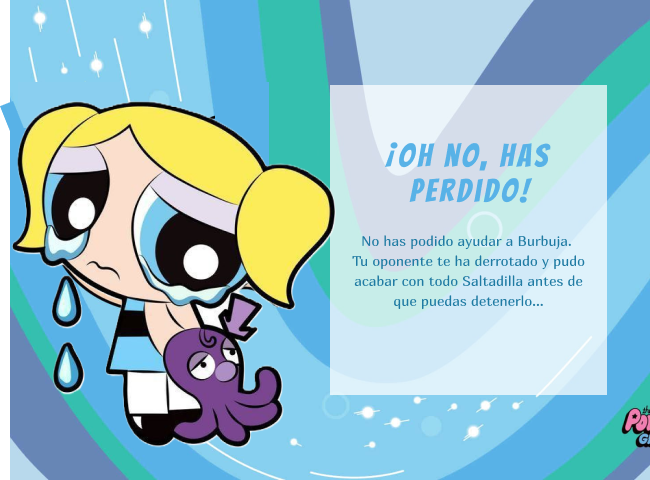 ¡OH NO, HAS
PERDIDO!
No has podido ayudar a Burbuja.
Tu oponente te ha derrotado y pudo
acabar con todo Saltadilla antes de
que puedas detenerlo...